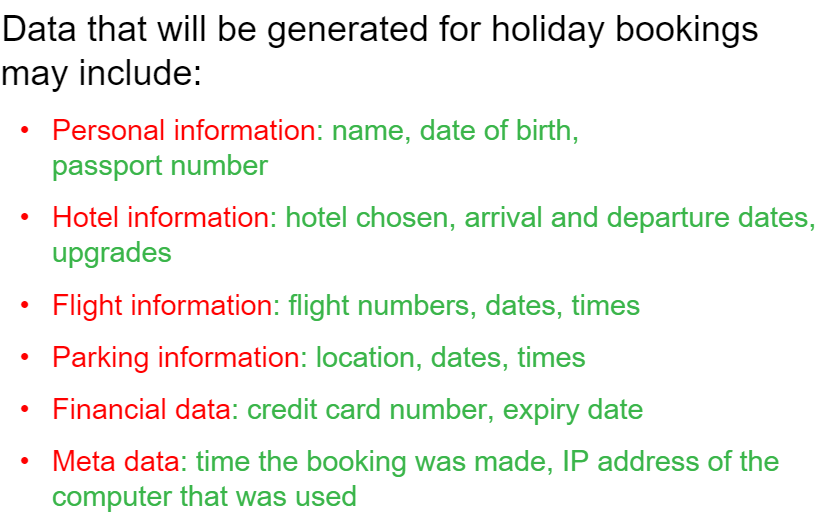 Data that will be generated for holiday bookings
may include:
• Personal information: name, date of birth,
passport number
• Hotel information: hotel chosen, arrival and departure dates,
upgrades
• Flight information: flight numbers, dates, times
• Parking information: location, dates, times
• Financial data: credit card number, expiry date
• Meta data: time the booking was made, IP address of the
computer that was used